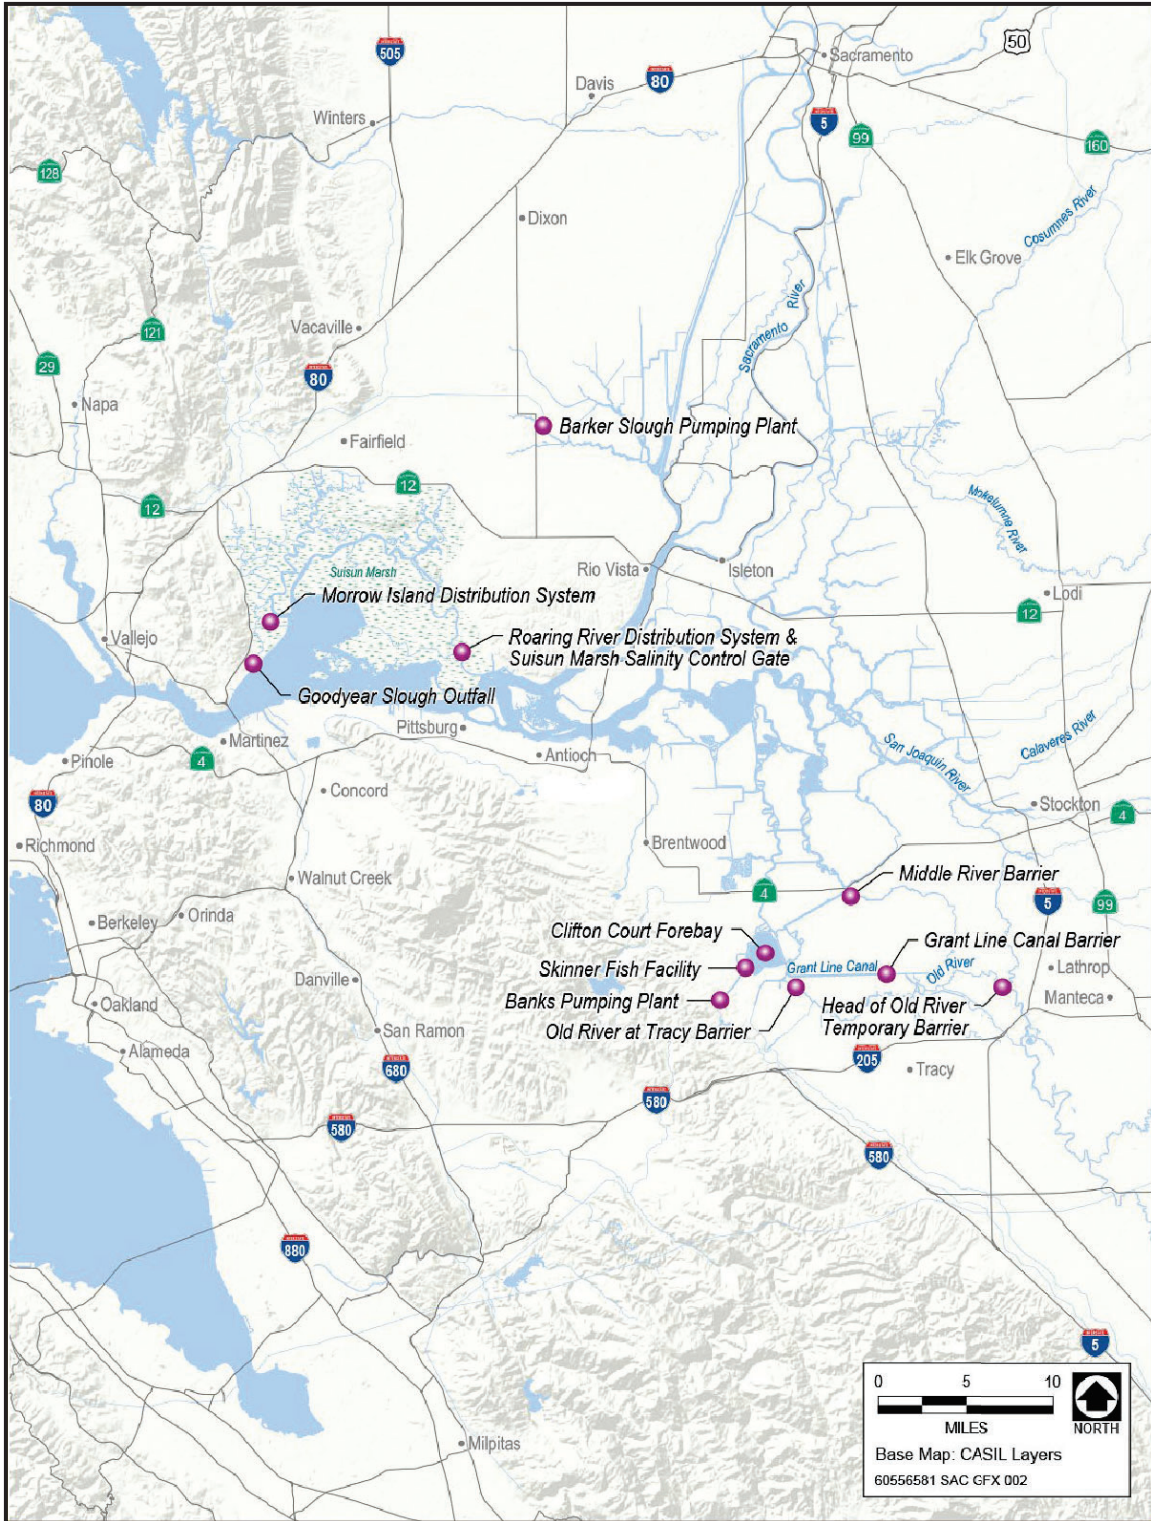 505
80
50
Sacramento
Davis
Winters
5
99
160
128
Cosumnes River
Dixon
Elk Grove
Sacramento River
121
Vacaville
29
80
Napa
Barker Slough Pumping Plant
Fairfield
12
12
Mokelumne River
Suisun Marsh
Rio Vista
Isleton
Lodi
Morrow Island Distribution System
12
Vallejo
Roaring River Distribution System &
Suisun Marsh Salinity Control Gate
Goodyear Slough Outfall
Pittsburg
Martinez
San Joaquin River
Calaveres River
4
Antioch
Pinole
Concord
80
Stockton
4
Richmond
Brentwood
Walnut Creek
Middle River Barrier
4
5
99
Berkeley
Orinda
Clifton Court Forebay
Grant Line Canal Barrier
Skinner Fish Facility
Grant Line Canal
Old River
Lathrop
Danville
Banks Pumping Plant
Manteca
Oakland
Head of Old River
Temporary Barrier
Old River at Tracy Barrier
San Ramon
Alameda
680
205
Tracy
580
580
580
880
5
0 5 10
MILES
NORTH
Base Map: CASIL Layers
60556581 SAC GFX 002
Milpitas